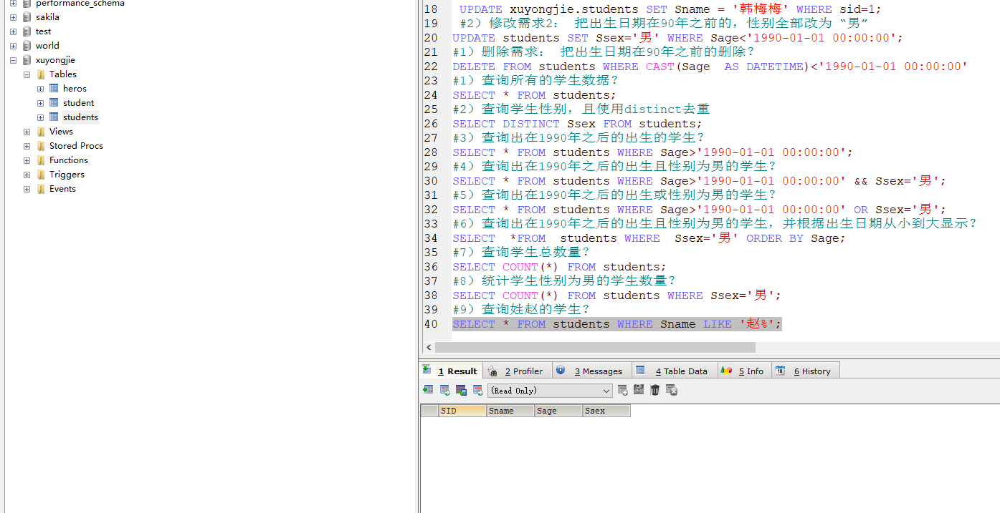 performance_schema
sakila
test
world
xuyongjie
Tables
heros
student
students
Views
Stored Procs
Functions
Triggers
Events
18 UPDATE xuyongjie.students SET Sname = '韩梅梅' WHERE sid=1;
19 #2）修改需求2： 把出生日期在90年之前的，性别全部改为 “男”
20 UPDATE students SET Ssex='男' WHERE Sage<'1990-01-01 00:00:00';
21 #1）删除需求： 把出生日期在90年之前的删除？
22 DELETE FROM students WHERE CAST(Sage  AS DATETIME)<'1990-01-01 00:00:00'
23 #1）查询所有的学生数据？
24 SELECT * FROM students;
25 #2）查询学生性别，且使用distinct去重
26 SELECT DISTINCT Ssex FROM students;
27 #3）查询出在1990年之后的出生的学生？
28 SELECT * FROM students WHERE Sage>'1990-01-01 00:00:00';
29 #4）查询出在1990年之后的出生且性别为男的学生？
30 SELECT * FROM students WHERE Sage>'1990-01-01 00:00:00' && Ssex='男';
31 #5）查询出在1990年之后的出生或性别为男的学生？
32 SELECT * FROM students WHERE Sage>'1990-01-01 00:00:00' OR Ssex='男';
33 #6）查询出在1990年之后的出生且性别为男的学生，并根据出生日期从小到大显示？
34 SELECT  *FROM  students WHERE  Ssex='男' ORDER BY Sage;
35 #7）查询学生总数量？
36 SELECT COUNT(*) FROM students;
37 #8）统计学生性别为男的学生数量？
38 SELECT COUNT(*) FROM students WHERE Ssex='男';
39 #9）查询姓赵的学生？
40 SELECT * FROM students WHERE Sname LIKE '赵%';
1 Result 2 Profiler 3 Messages 4 Table Data 5 Info 18 6 History
(Read Only)
SID Sname Sage Ssex